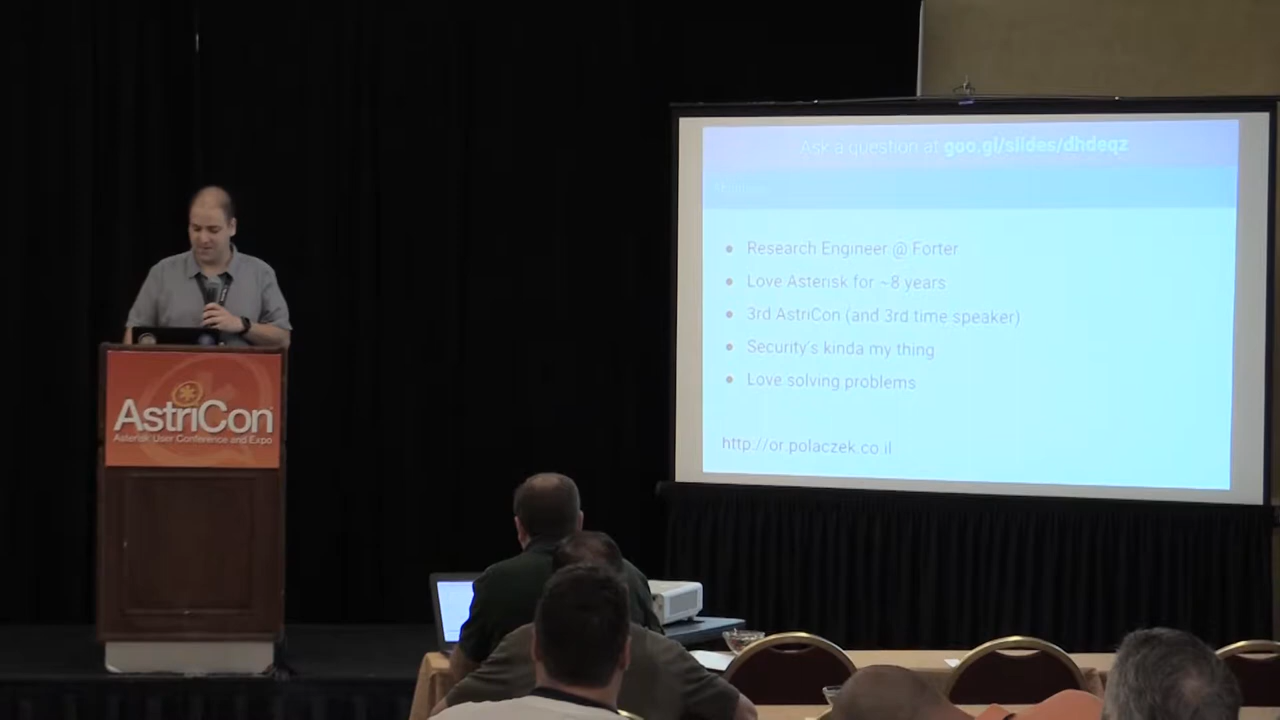 AstriCon
Asterisk User Conference and Expo
Ask a question at goo.gl/slides/dhdeqz
Research Engineer @ Forter
Love Asterisk for ~8 years
3rd AstriCon (and 3rd time speaker)
Security's kinda my thing
Love solving problems
http://or.polaczek.co.il